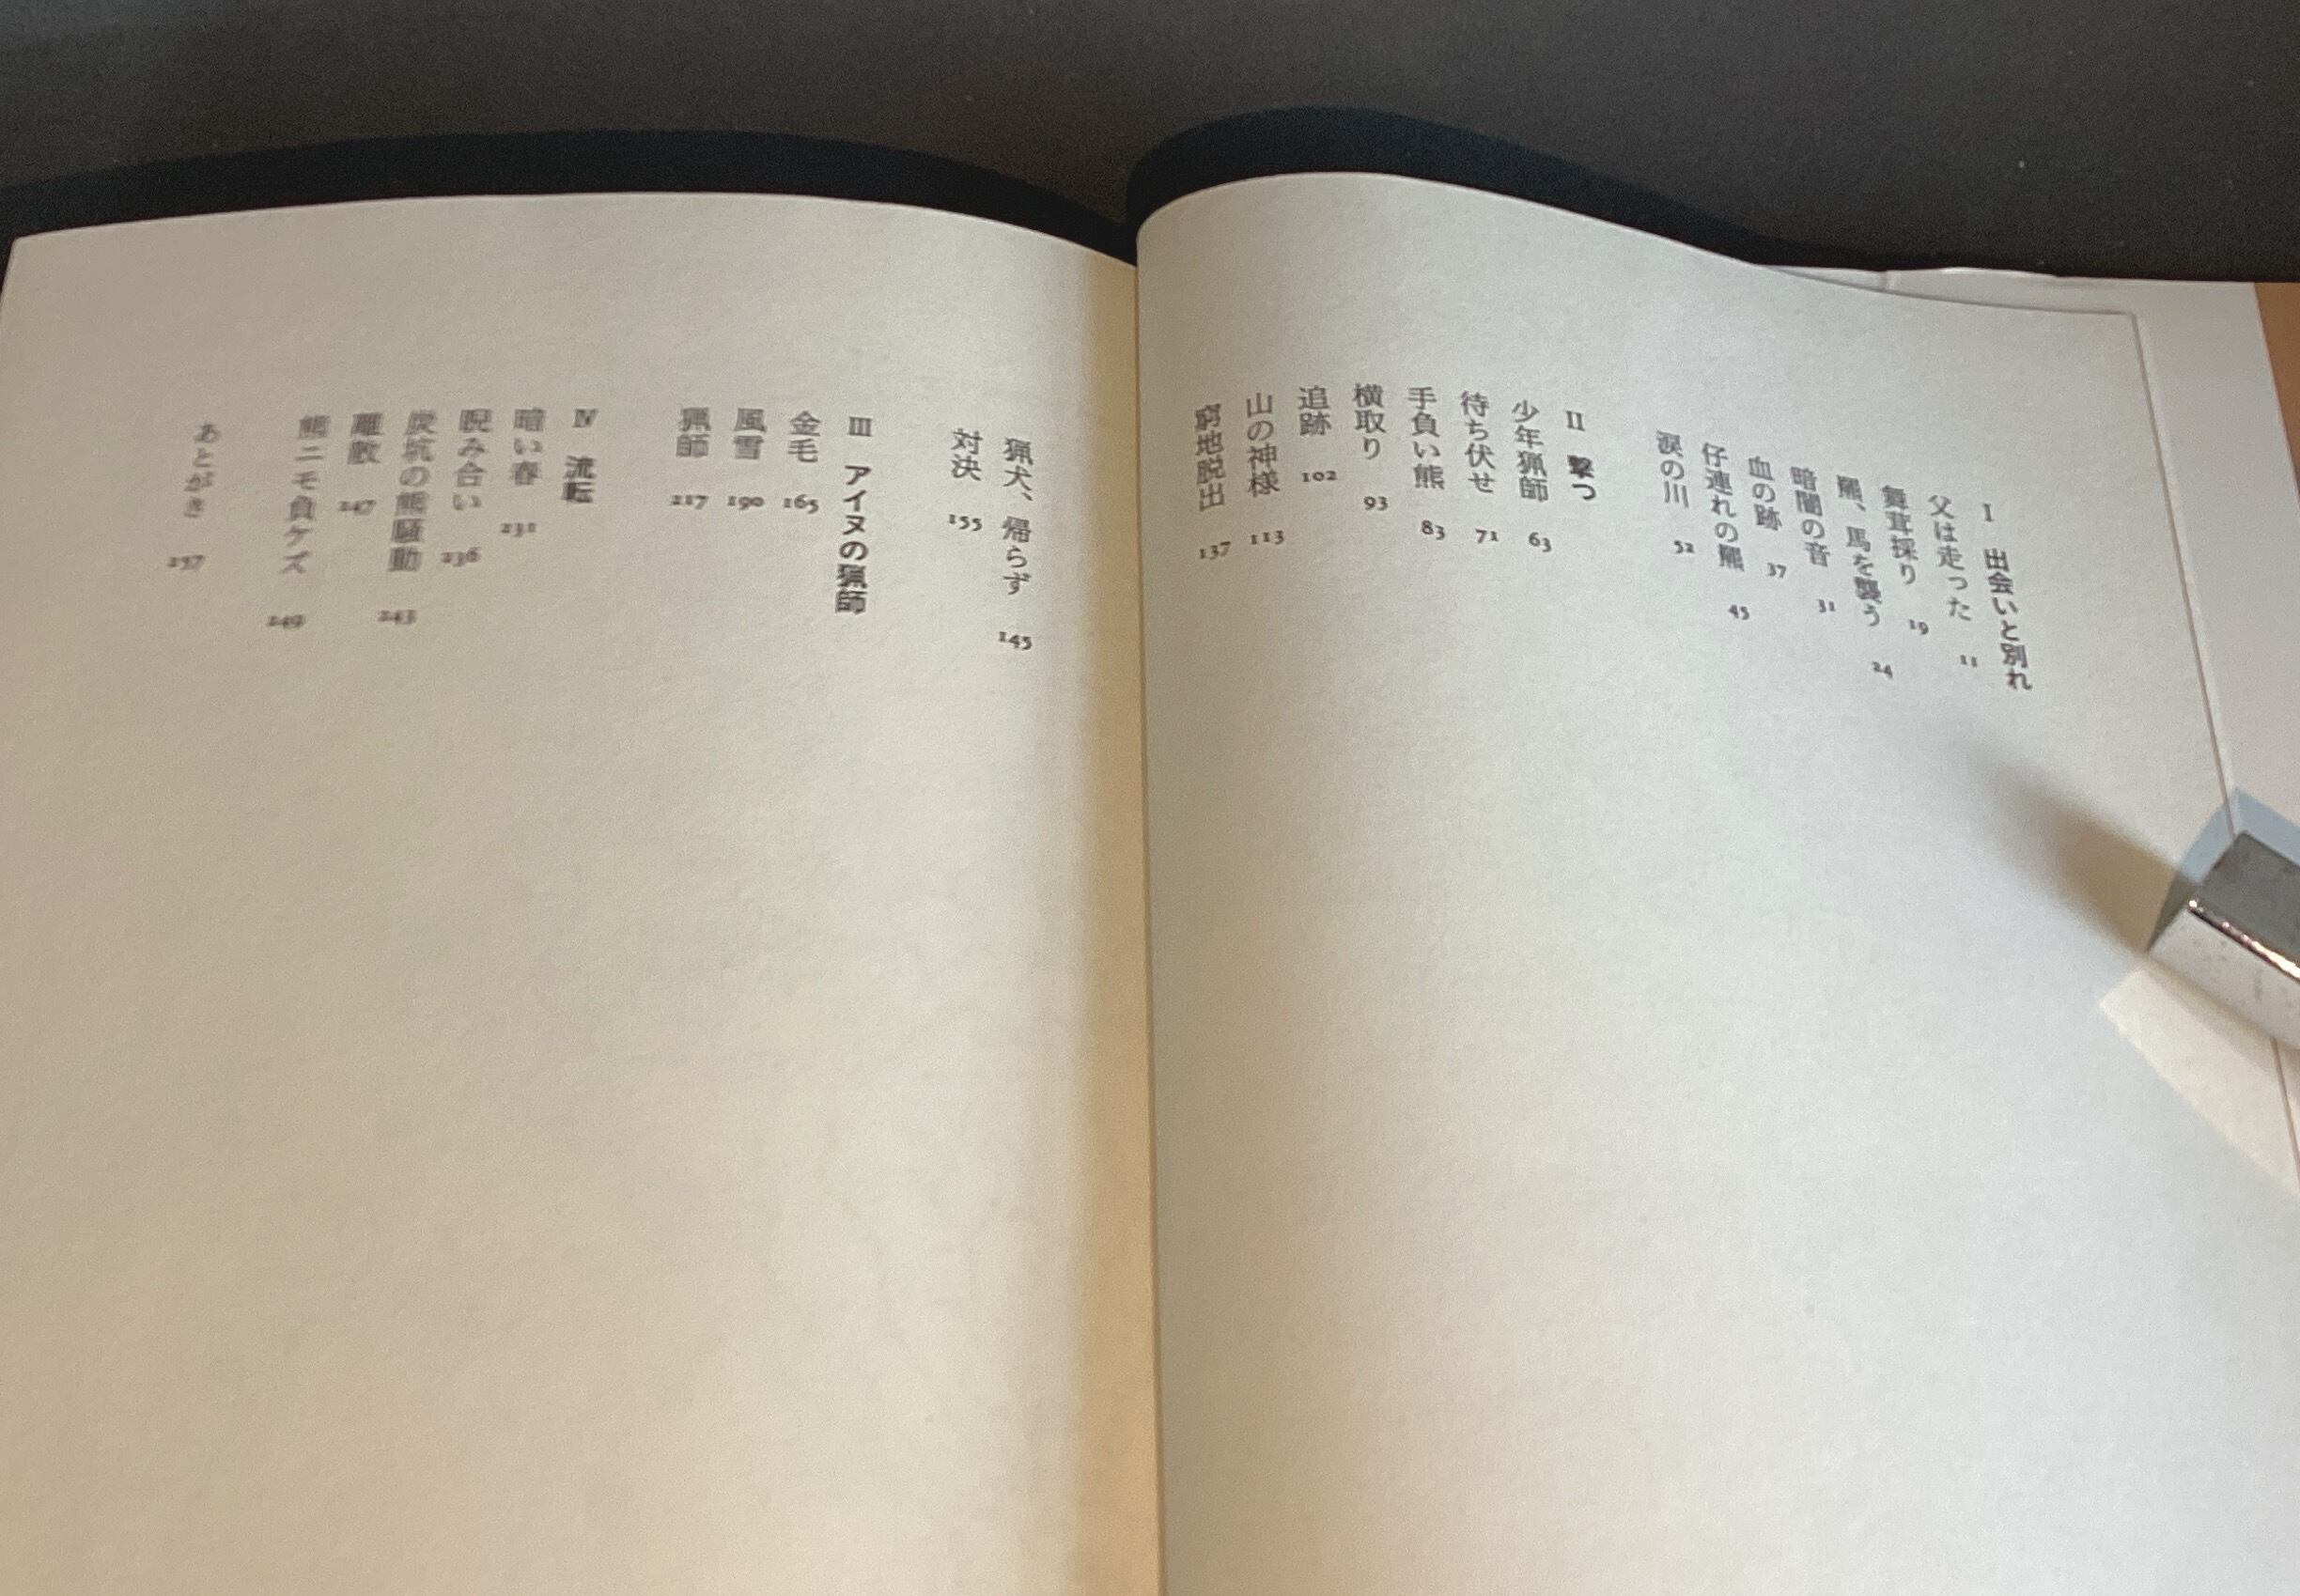 I 出会いと別れ
父は走った 11
舞茸採り 19
羆、馬を襲う 24
暗闇の音 31
血の跡 37
仔連れの羆 45
涙の川 52
II 撃つ
少年猟師 63
待ち伏せ 71
手負い熊 83
横取り 93
追跡 102
山の神様 113
窮地脱出 137
猟犬、帰らず 145
対決 155
III アイヌの猟師
金毛 165
風雪 190
猟師 217
IV 流転
暗い春 231
睨み合い 236
炭坑の熊騒動 243
離散 247
熊ニモ負ケズ 249
あとがき 257